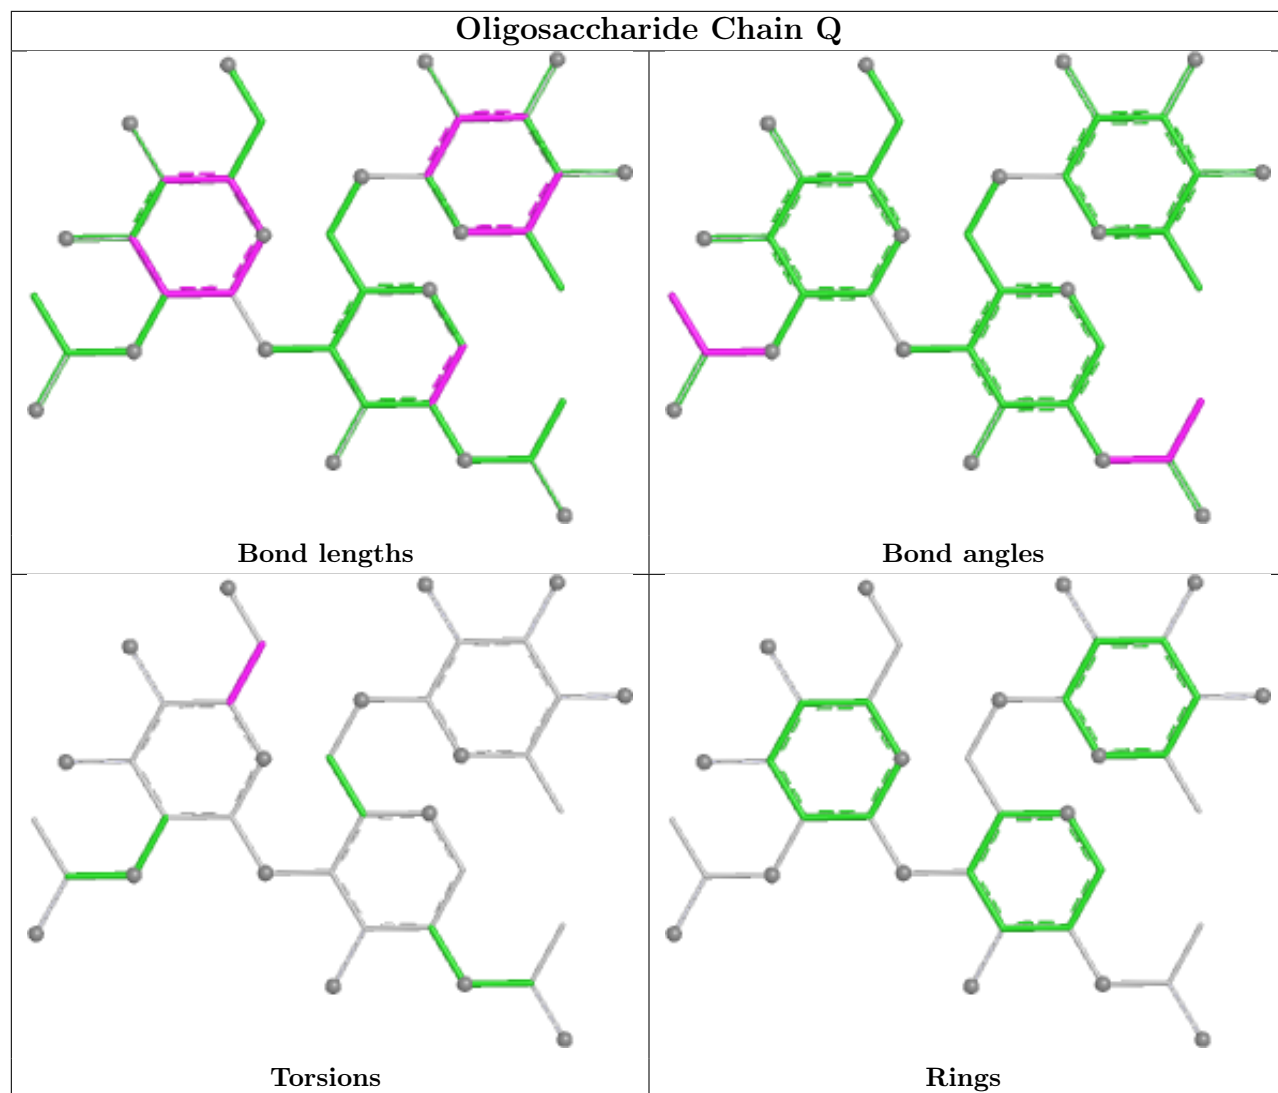 Oligosaccharide Chain Q
Bond lengths
Bond angles
Torsions
Rings